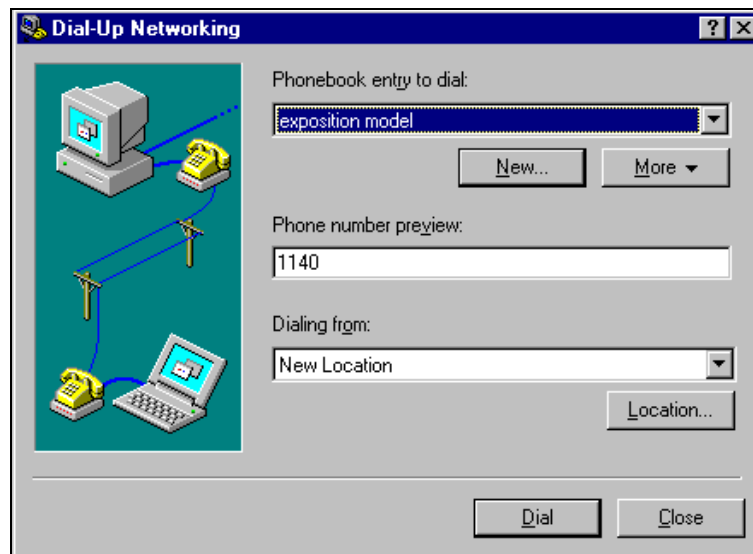 Dial-Up Networking
Phonebook entry to dial:
exposition model
New... More
Phone number preview:
1140
Dialing from:
New Location
Location...
Dial Close